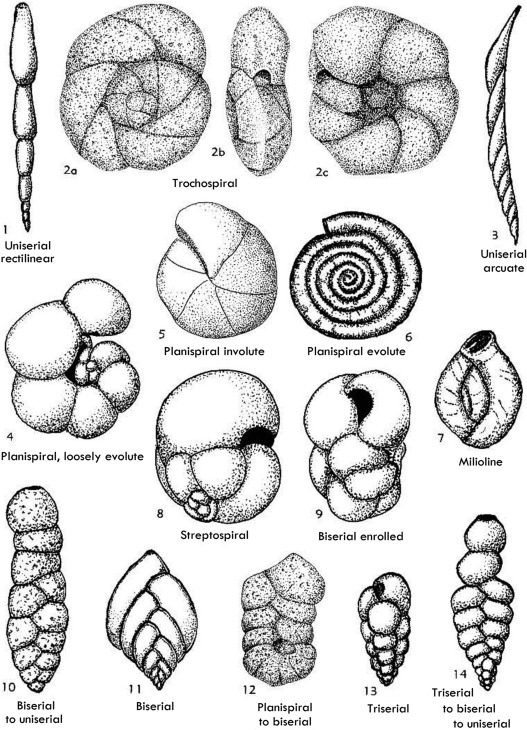 1
Uniserial
rectilinear
2a
2b
2c
Trochospiral
3
Uniserial
arcuate
4
Planispiral, loosely evolute
5
Planispiral involute
6
Planispiral evolute
7
Milioline
8
Streptospiral
9
Biserial enrolled
10
Biserial
to uniserial
11
Biserial
12
Planispiral
to biserial
13
Triserial
14
Triserial
to biserial
to uniserial